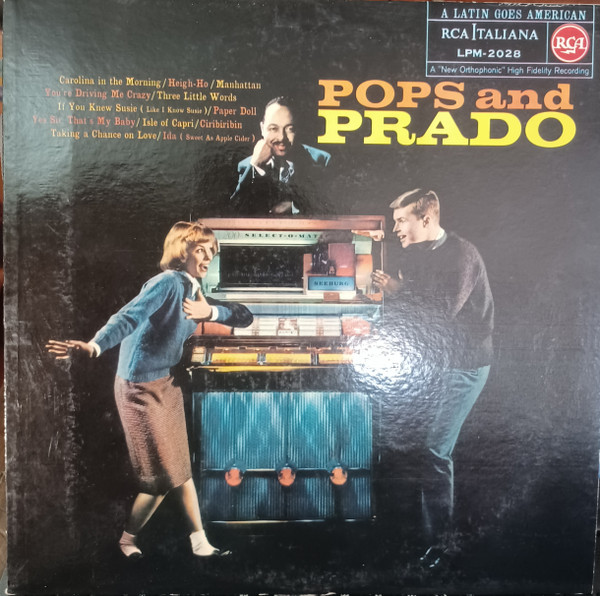 A LATIN GOES AMERICAN
RCA ITALIANA
LPM-2028
RCA
A "New Orthophonic" High Fidelity Recording
Carolina in the Morning/Heigh-Ho/Manhattan
You're Driving Me Crazy/Three Little Words
If You Knew Susie (Like I Know Susie)/Paper Doll
Yes Sir, That's My Baby/Isle of Capri/Ciribiribin
Taking a Chance on Love/Ida (Sweet As Apple Cider)
POPS and
PRADO
SELECT-O-MATIC
SEEBURG